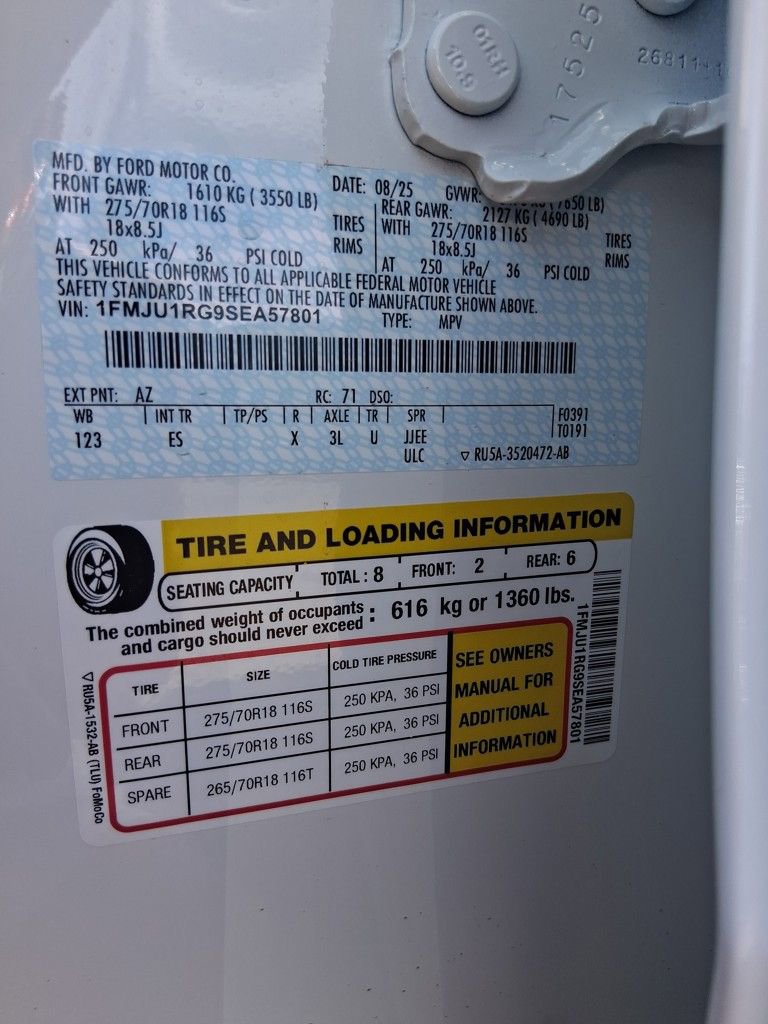 17525
MFD. BY FORD MOTOR CO.
DATE: 08/25 GVWR:
FRONT GAWR: 1610 KG ( 3550 LB)
WITH 275/70R18 116S TIRES
18x8.5J RIMS
AT 250 kPa/ 36 PSI COLD
REAR GAWR: 2127 KG ( 4690 LB)
WITH 275/70R18 116S TIRES
18x8.5J RIMS
AT 250 kPa/ 36 PSI COLD
THIS VEHICLE CONFORMS TO ALL APPLICABLE FEDERAL MOTOR VEHICLE
SAFETY STANDARDS IN EFFECT ON THE DATE OF MANUFACTURE SHOWN ABOVE.
VIN: 1FMJU1RG9SEA57801 TYPE: MPV
EXT PNT: AZ RC: 71 DSO:
WB INT TR TP/PS R AXLE TR SPR F0391
123 ES X 3L U JJEE T0191
ULC ▽ RU5A-3520472-AB
TIRE AND LOADING INFORMATION
SEATING CAPACITY TOTAL : 8 FRONT: 2 REAR: 6
The combined weight of occupants
and cargo should never exceed : 616 kg or 1360 lbs.
TIRE SIZE COLD TIRE PRESSURE
FRONT 275/70R18 116S 250 KPA, 36 PSI
REAR 275/70R18 116S 250 KPA, 36 PSI
SPARE 265/70R18 116T 250 KPA, 36 PSI
SEE OWNERS
MANUAL FOR
ADDITIONAL
INFORMATION
1FMJU1RG9SEA57801
▽ RU5A-1532-AB (TLU) FoMoCo